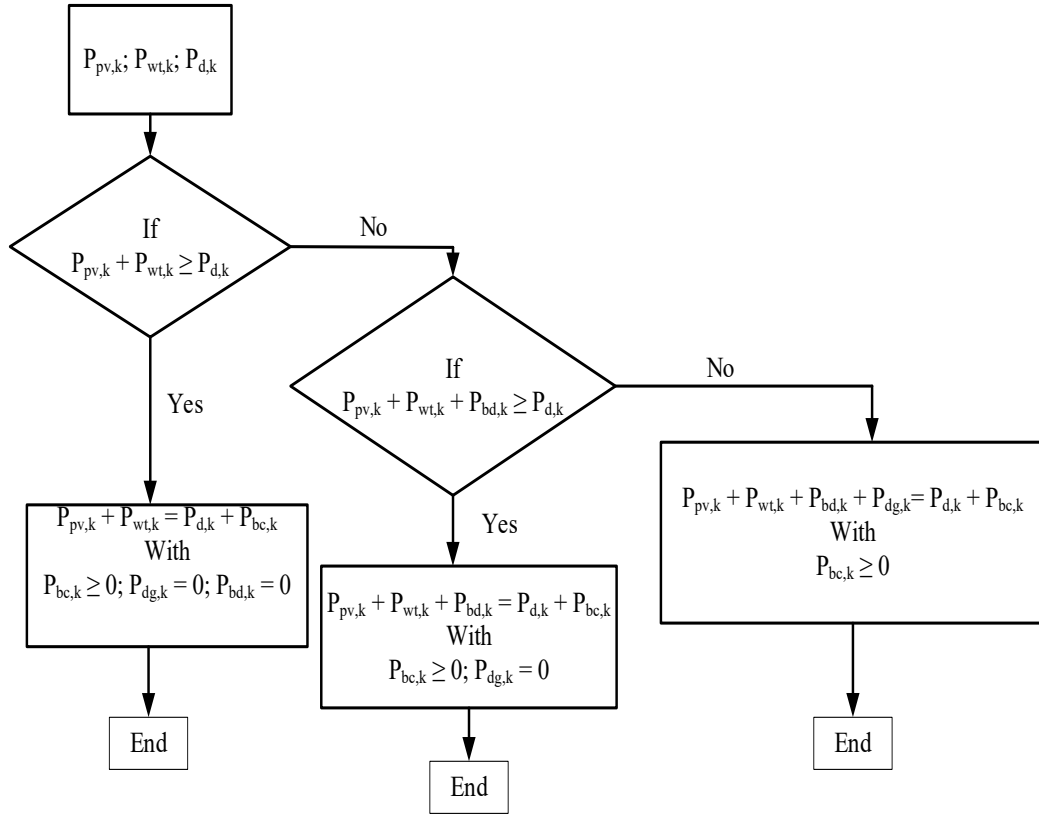 P_pv,k; P_wt,k; P_d,k
If
P_pv,k + P_wt,k ≥ P_d,k
No
If
P_pv,k + P_wt,k + P_bd,k ≥ P_d,k
No
Yes
P_pv,k + P_wt,k = P_d,k + P_bc,k
With
P_bc,k ≥ 0; P_dg,k = 0; P_bd,k = 0
End
Yes
P_pv,k + P_wt,k + P_bd,k = P_d,k + P_bc,k
With
P_bc,k ≥ 0; P_dg,k = 0
End
P_pv,k + P_wt,k + P_bd,k + P_dg,k= P_d,k + P_bc,k
With
P_bc,k ≥ 0
End